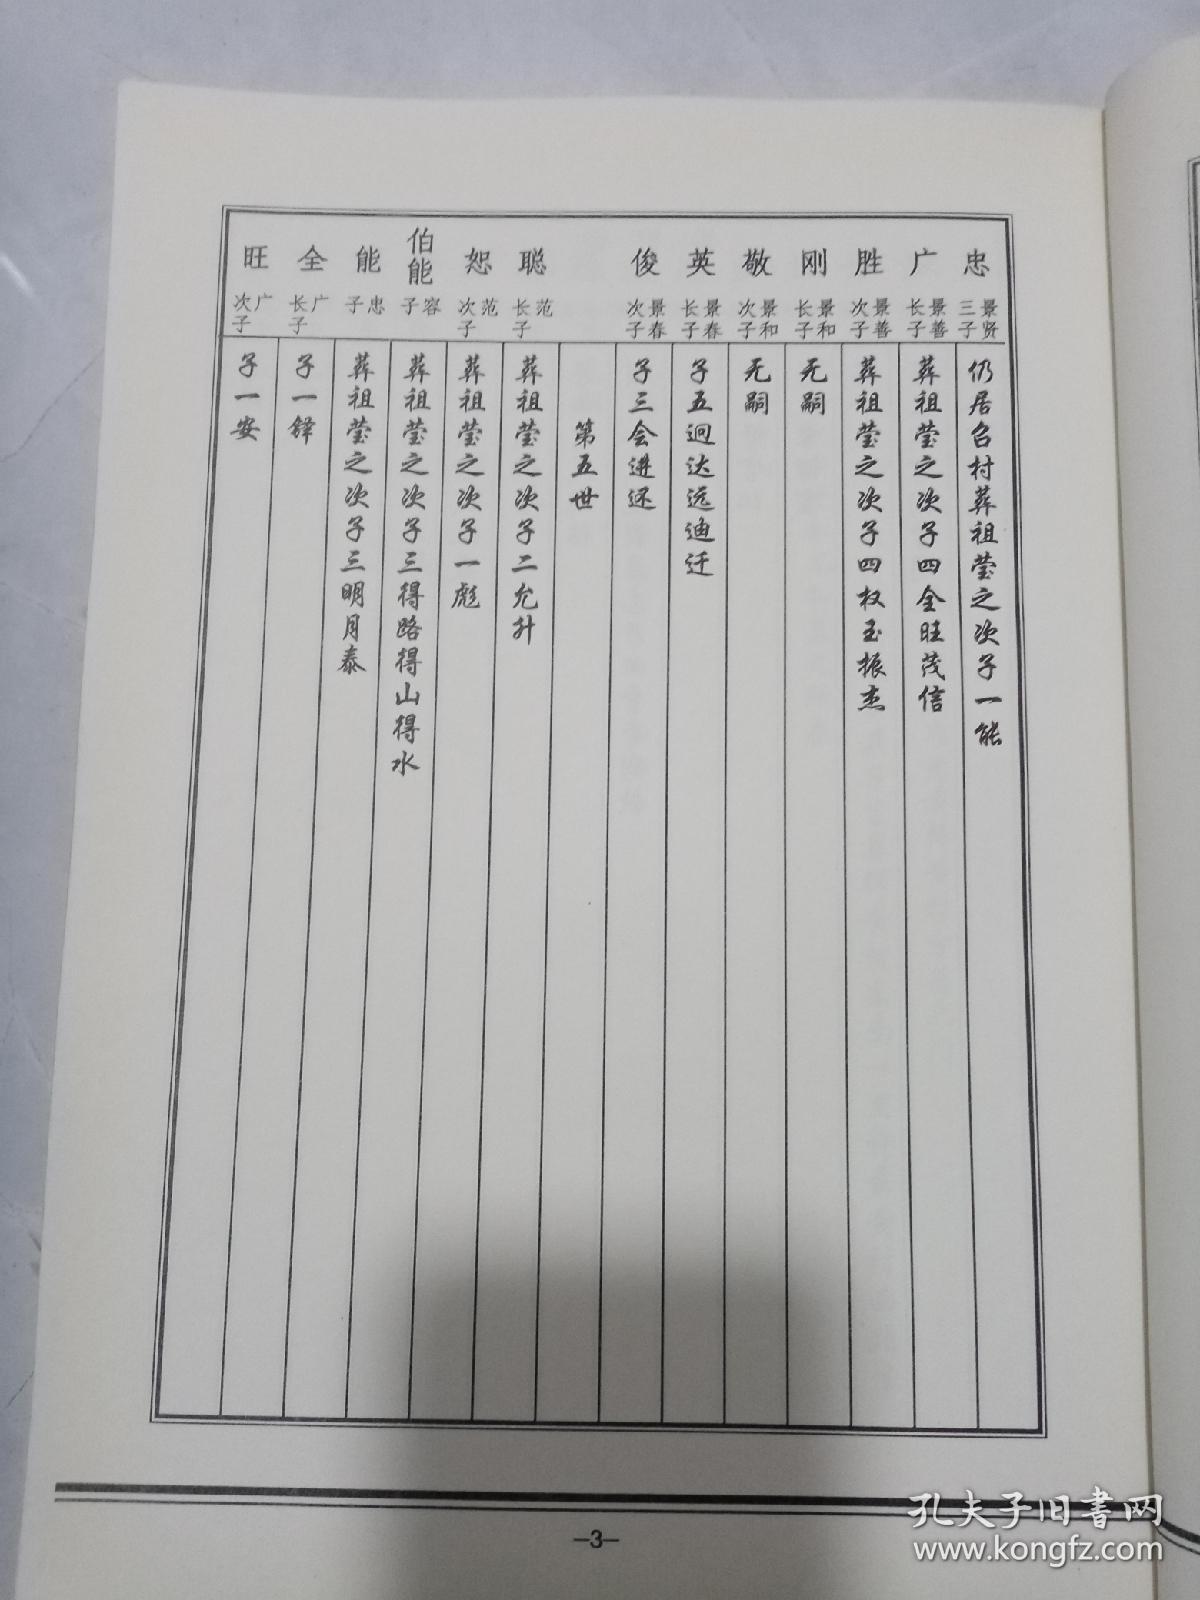 忠
景贤
三子
仍居台村葬祖莹之次子一能
广
景善
长子
葬祖莹之次子四全旺茂信
胜
景善
次子
葬祖莹之次子四权玉振杰
刚
景和
长子
无嗣
敬
景和
次子
无嗣
英
景春
长子
子五迥达远迪迁
俊
景春
次子
子三会进还
第五世
聪
范
长子
葬祖莹之次子二允升
恕
范
次子
葬祖莹之次子一彪
伯能
容
子
葬祖莹之次子三得路得山得水
能
忠
子
葬祖莹之次子三明月泰
全
广
长子
子一铎
旺
广
次子
子一安
—3—
孔夫子旧书网
www.kongfz.com